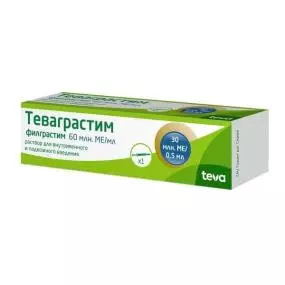 Теваграстим
филграстим 60 млн. МЕ/мл
раствор для внутривенного
и подкожного введения
30
млн. МЕ/
0,5 мл
x1
teva